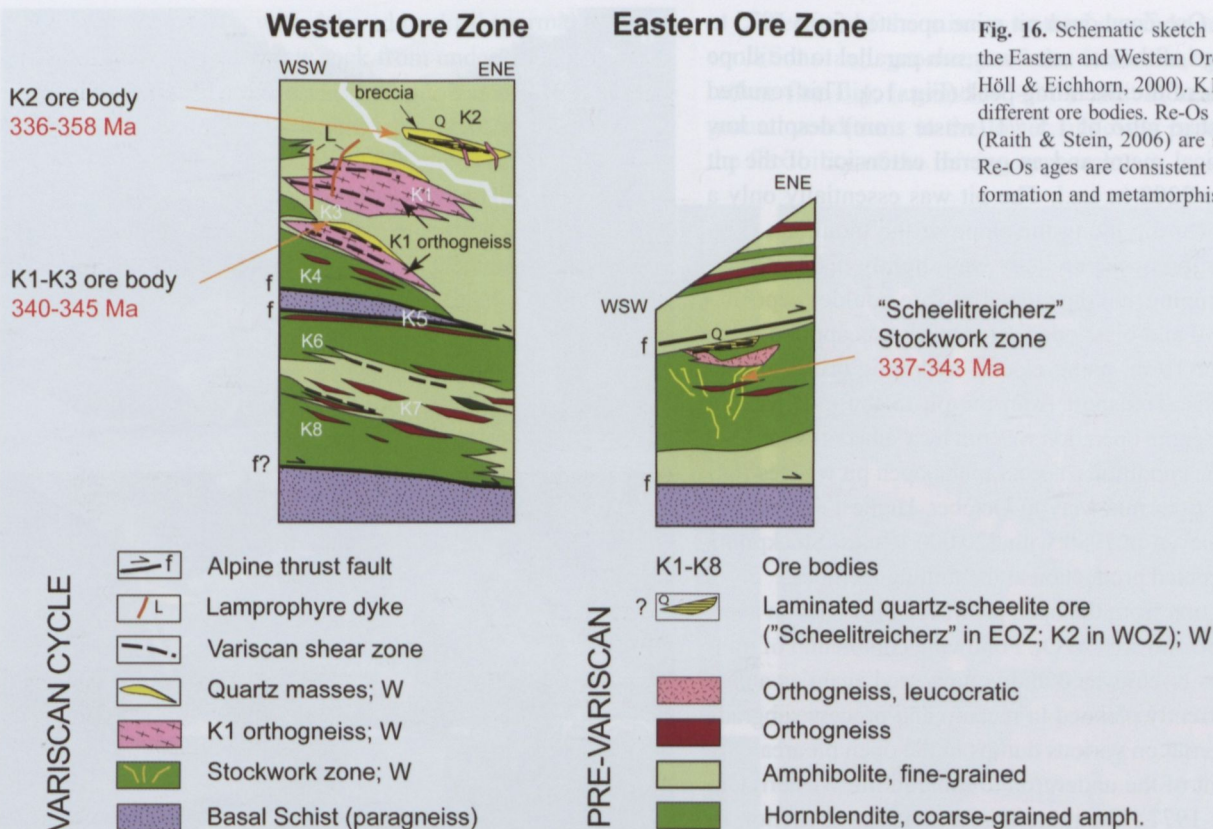 Western Ore Zone
Eastern Ore Zone
Fig. 16. Schematic sketch
the Eastern and Western Or
Höll & Eichhorn, 2000). K1
different ore bodies. Re-Os
(Raith & Stein, 2006) are
Re-Os ages are consistent
formation and metamorphis
WSW
ENE
K2 ore body
336-358 Ma
breccia
Q
K2
L
K1
K3
K1 orthogneiss
K1-K3 ore body
340-345 Ma
K4
f
f
K5
K6
K7
K8
f?
ENE
WSW
Q
f
"Scheelitreicherz"
Stockwork zone
337-343 Ma
f
VARISCAN CYCLE
f
Alpine thrust fault
L
Lamprophyre dyke
Variscan shear zone
Quartz masses; W
K1 orthogneiss; W
Stockwork zone; W
Basal Schist (paragneiss)
PRE-VARISCAN
K1-K8
Ore bodies
?
Q
Laminated quartz-scheelite ore
("Scheelitreicherz" in EOZ; K2 in WOZ); W
Orthogneiss, leucocratic
Orthogneiss
Amphibolite, fine-grained
Hornblendite, coarse-grained amph.